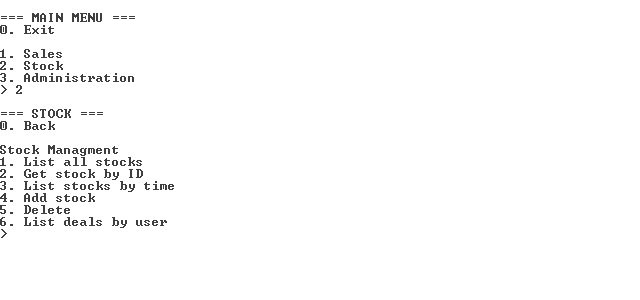 === MAIN MENU ===
0. Exit
1. Sales
2. Stock
3. Administration
> 2
=== STOCK ===
0. Back
Stock Managment
1. List all stocks
2. Get stock by ID
3. List stocks by time
4. Add stock
5. Delete
6. List deals by user
>